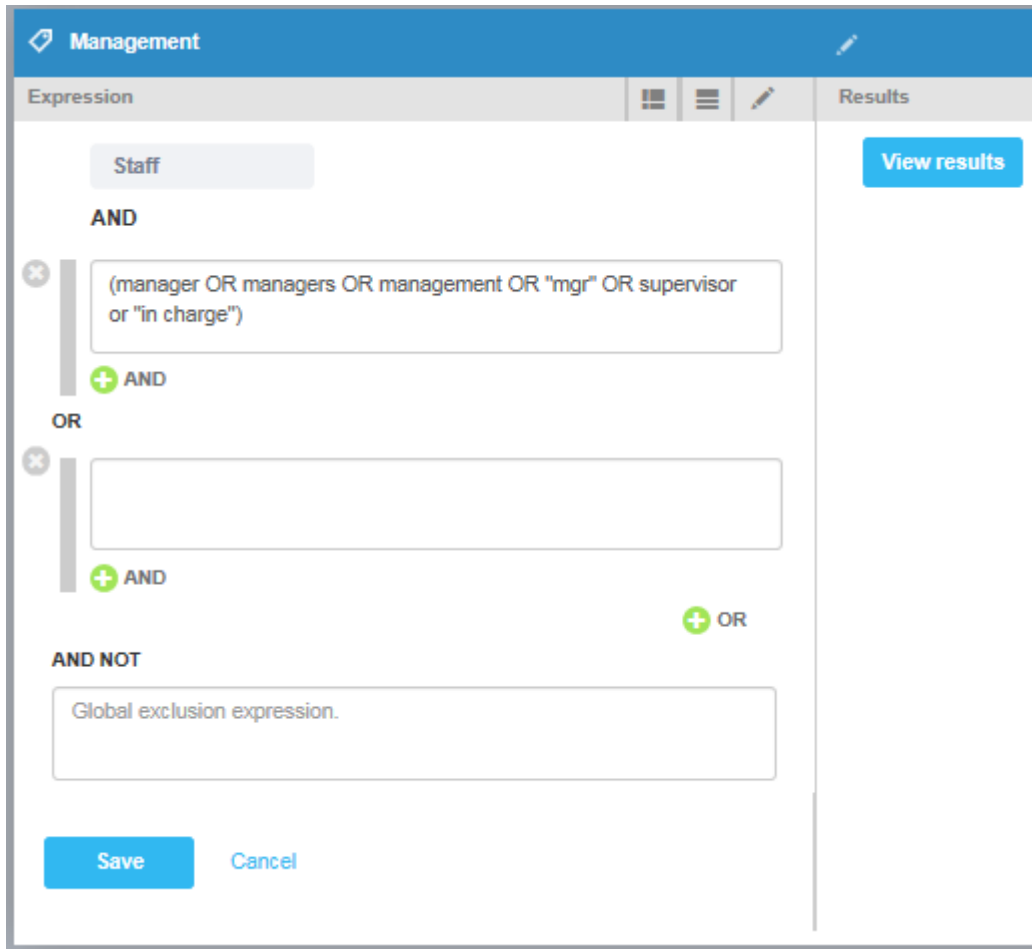 Management
Expression
Results
Staff
View results
AND
(manager OR managers OR management OR "mgr" OR supervisor
or "in charge")
AND
OR
AND
OR
AND NOT
Global exclusion expression.
Save Cancel